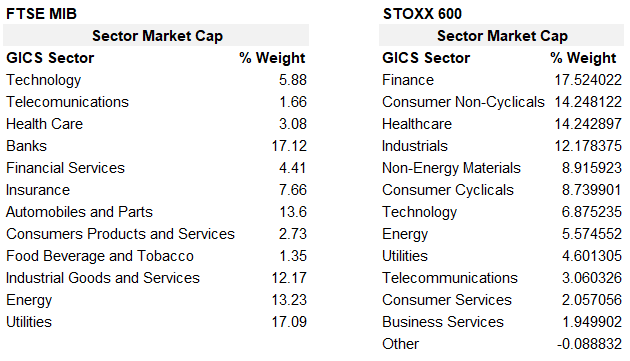 FTSE MIB
Sector Market Cap
GICS Sector % Weight
Technology 5.88
Telecomunications 1.66
Health Care 3.08
Banks 17.12
Financial Services 4.41
Insurance 7.66
Automobiles and Parts 13.6
Consumers Products and Services 2.73
Food Beverage and Tobacco 1.35
Industrial Goods and Services 12.17
Energy 13.23
Utilities 17.09
STOXX 600
Sector Market Cap
GICS Sector % Weight
Finance 17.524022
Consumer Non-Cyclicals 14.248122
Healthcare 14.242897
Industrials 12.178375
Non-Energy Materials 8.915923
Consumer Cyclicals 8.739901
Technology 6.875235
Energy 5.574552
Utilities 4.601305
Telecommunications 3.060326
Consumer Services 2.057056
Business Services 1.949902
Other -0.088832